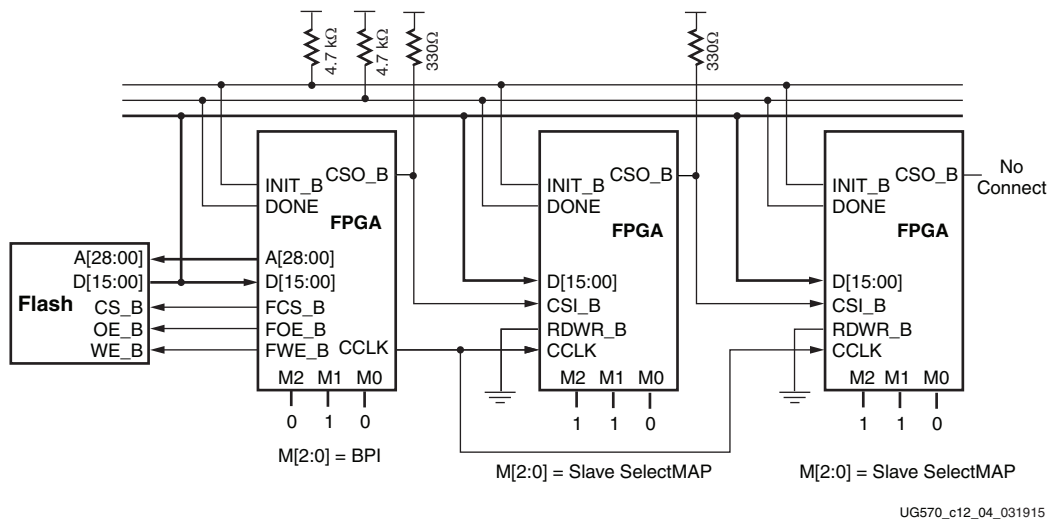 4.7 kΩ
4.7 kΩ
330Ω
330Ω
INIT_B
CSO_B
DONE
FPGA
A[28:00]
D[15:00]
FCS_B
FOE_B
FWE_B
CCLK
M2 M1 M0
0 1 0
M[2:0] = BPI
Flash
A[28:00]
D[15:00]
CS_B
OE_B
WE_B
INIT_B
CSO_B
DONE
FPGA
D[15:00]
CSI_B
RDWR_B
CCLK
M2 M1 M0
1 1 0
M[2:0] = Slave SelectMAP
INIT_B
CSO_B
DONE
FPGA
D[15:00]
CSI_B
RDWR_B
CCLK
M2 M1 M0
1 1 0
M[2:0] = Slave SelectMAP
No
Connect
UG570_c12_04_031915